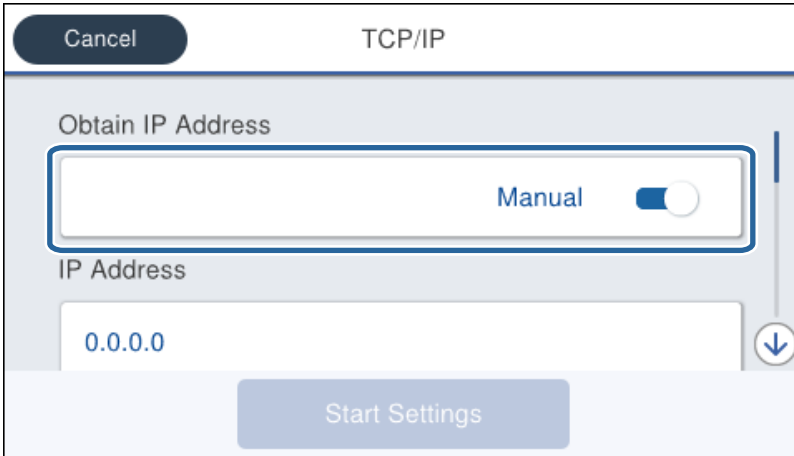 Cancel
TCP/IP
Obtain IP Address
Manual
IP Address
0.0.0.0
Start Settings